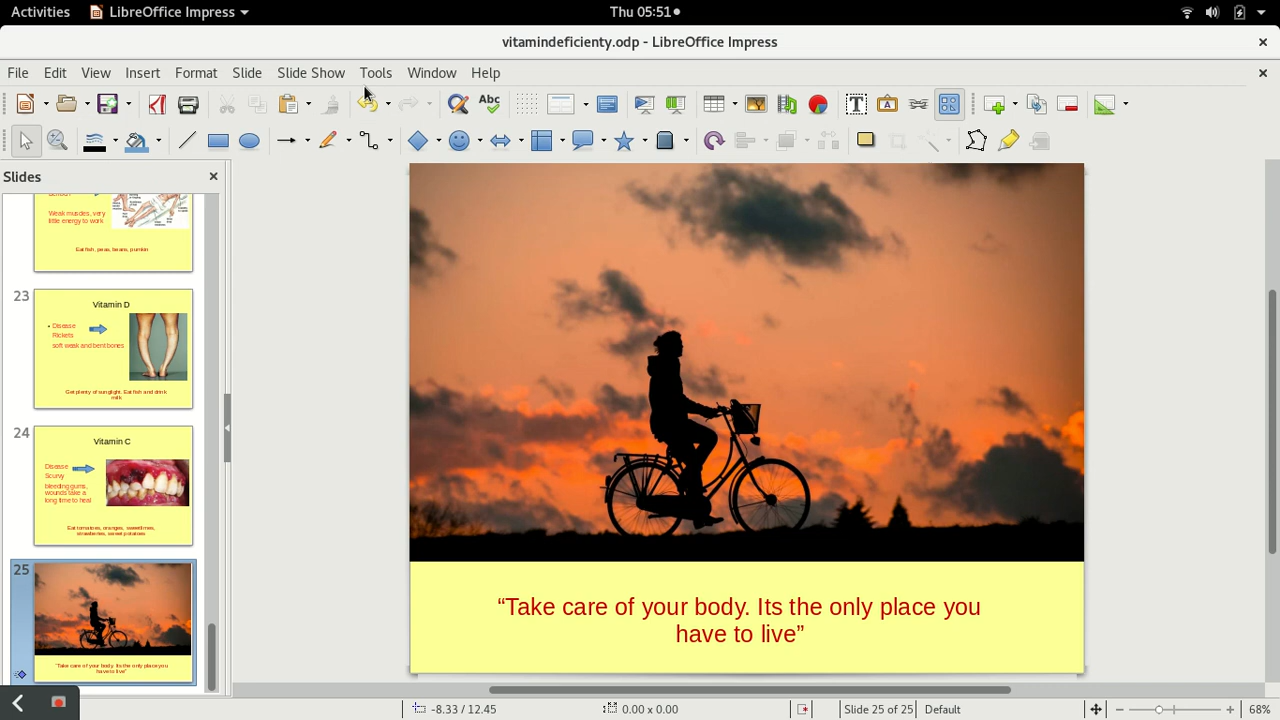 Activities LibreOffice Impress Thu 05:51
vitamindeficienty.odp - LibreOffice Impress
File Edit View Insert Format Slide Slide Show Tools Window Help
Abc
Slides
Weak muscles, very
little energy to work
Eat fish, peas, beans, pumkin
23
Vitamin D
• Disease
Rickets
soft weak and bent bones
Get plenty of sunglight. Eat fish and drink
milk
24
Vitamin C
Disease
Scurvy
bleeding gums,
wounds take a
long time to heal
Eat tomatoes, oranges, sweetlimes,
strawberries, sweet potatoes
25
“Take care of your body. Its the only place you
have to live”
“Take care of your body. Its the only place you
have to live”
-8.33 / 12.45 0.00 x 0.00 Slide 25 of 25 Default 68%